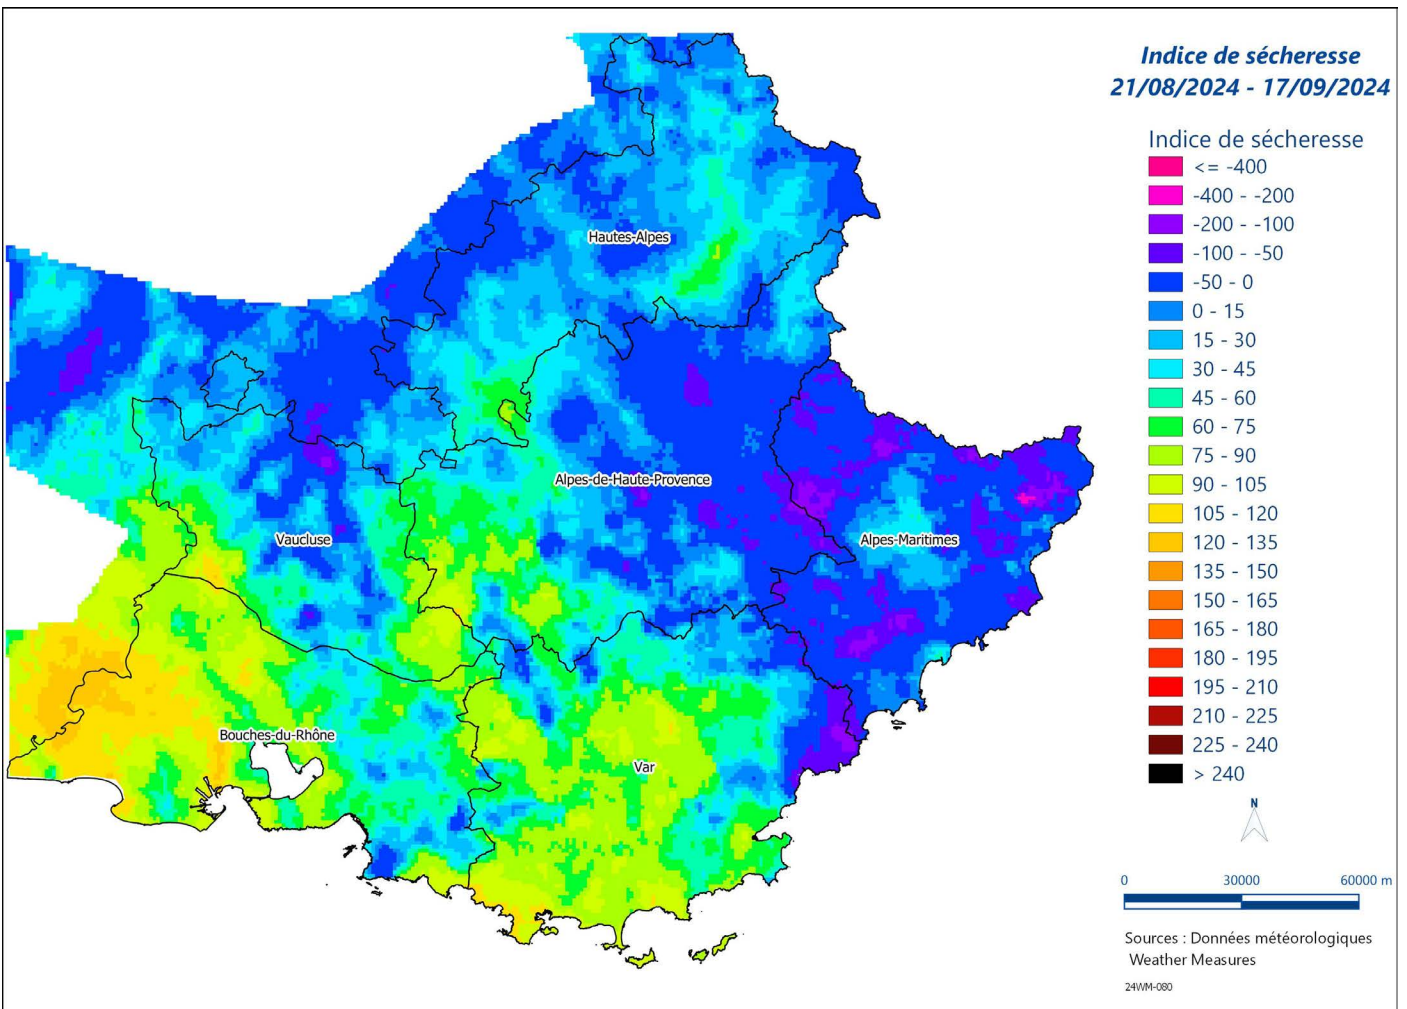 Indice de sécheresse
21/08/2024 - 17/09/2024
Indice de sécheresse
<= -400
-400 - -200
-200 - -100
-100 - -50
-50 - 0
0 - 15
15 - 30
30 - 45
45 - 60
60 - 75
75 - 90
90 - 105
105 - 120
120 - 135
135 - 150
150 - 165
165 - 180
180 - 195
195 - 210
210 - 225
225 - 240
> 240
Hautes-Alpes
Alpes-de-Haute-Provence
Vaucluse
Alpes-Maritimes
Bouches-du-Rhône
Var
N
0 30000 60000 m
Sources : Données météorologiques
Weather Measures
24WM-080